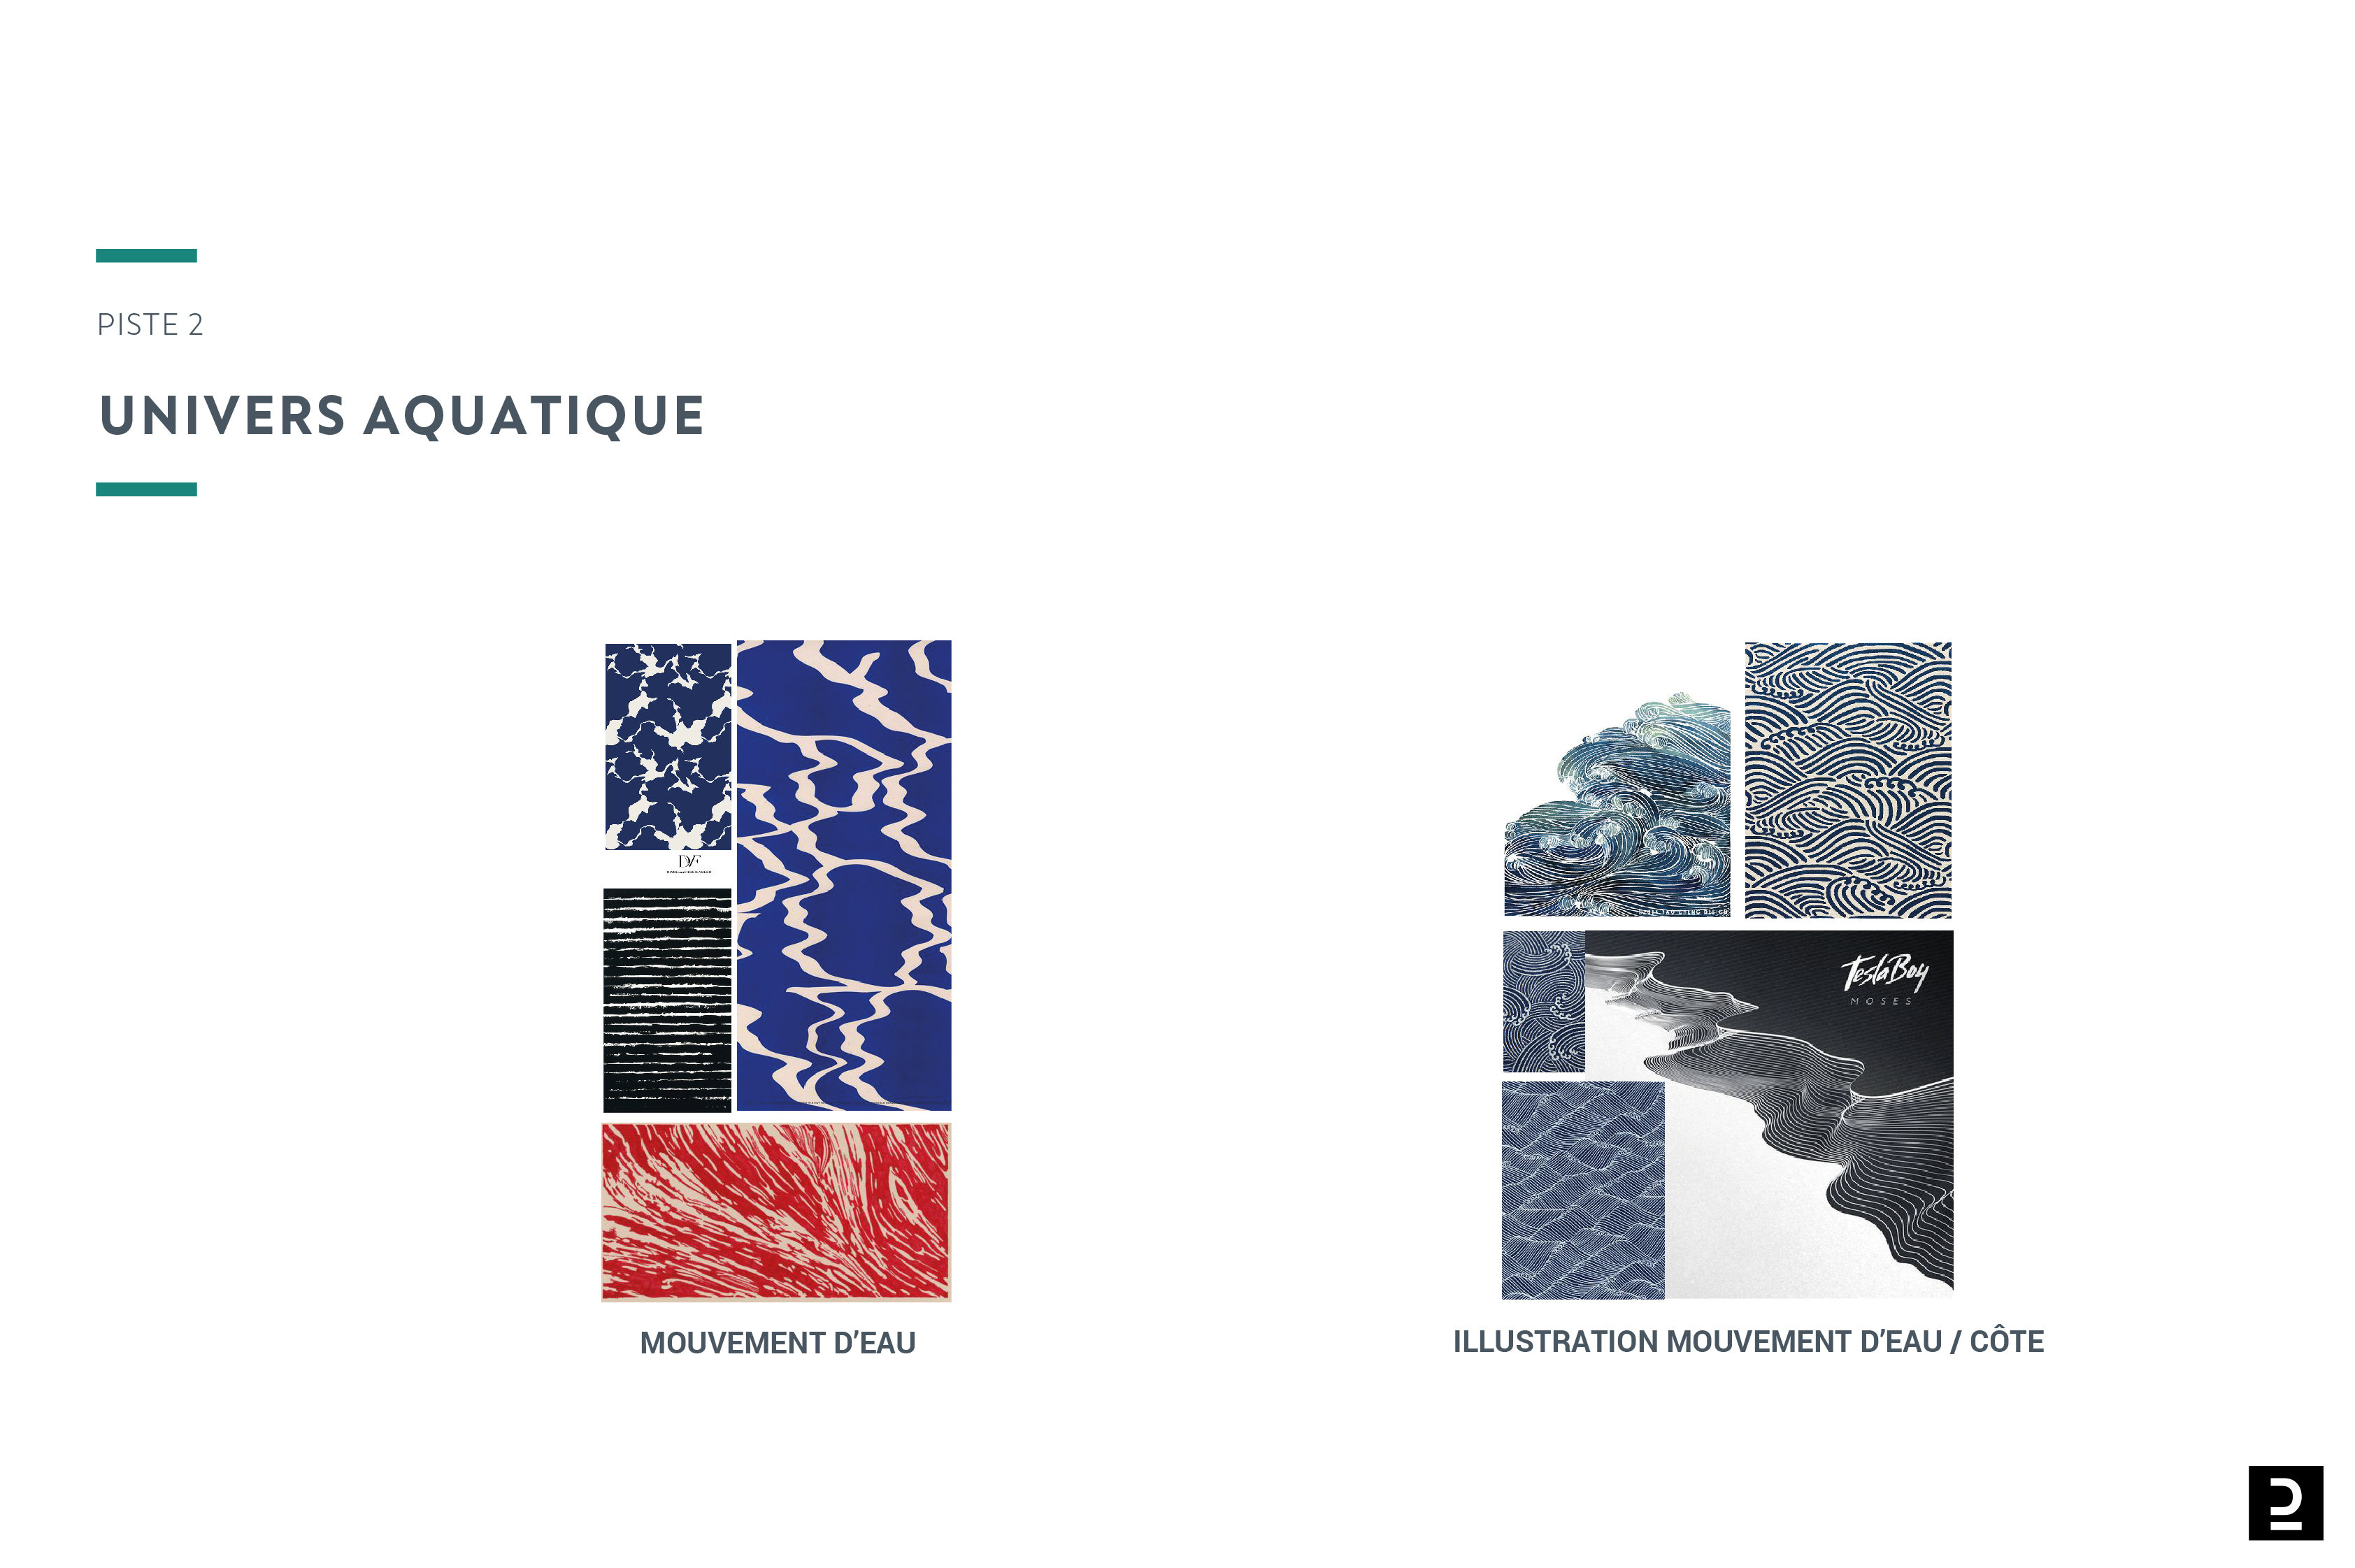 PISTE 2
UNIVERS AQUATIQUE
DVF
TeslaBoy
MOSES
MOUVEMENT D’EAU
ILLUSTRATION MOUVEMENT D’EAU / CÔTE